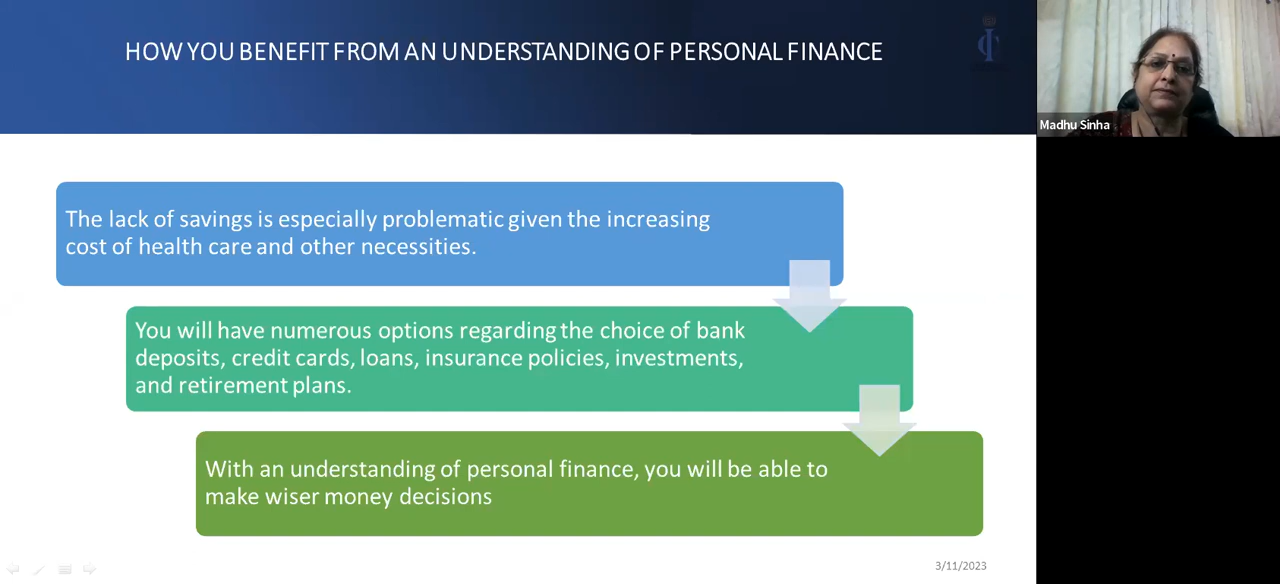 HOW YOU BENEFIT FROM AN UNDERSTANDING OF PERSONAL FINANCE
Madhu Sinha
The lack of savings is especially problematic given the increasing
cost of health care and other necessities.
You will have numerous options regarding the choice of bank
deposits, credit cards, loans, insurance policies, investments,
and retirement plans.
With an understanding of personal finance, you will be able to
make wiser money decisions
3/11/2023